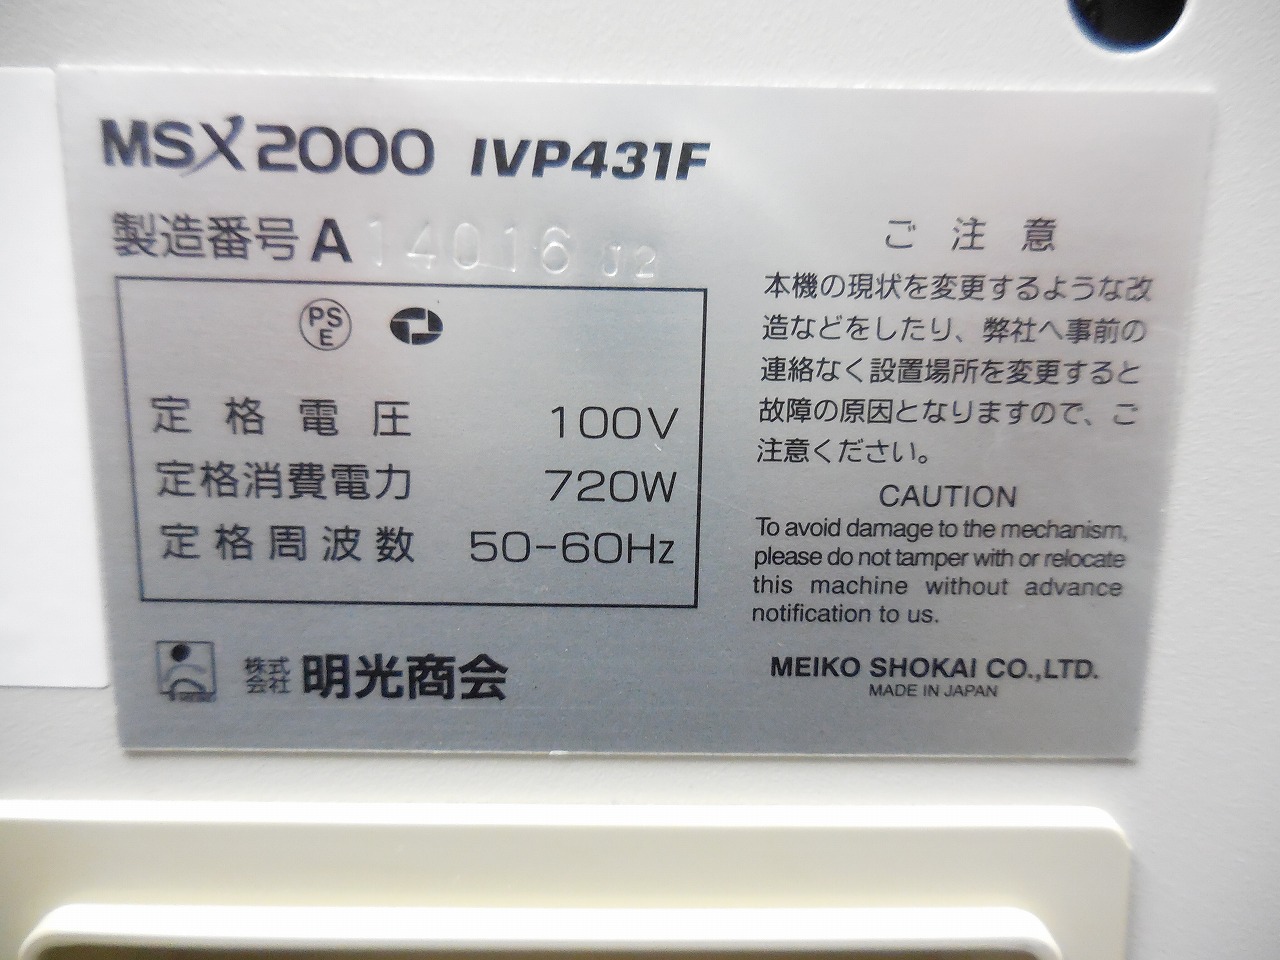 MSX2000 IVP431F
製造番号 A 14016 J2
PS
E
定格電圧 100V
定格消費電力 720W
定格周波数 50-60Hz
株式
会社 明光商会
ご注意
本機の現状を変更するような改
造などをしたり、弊社へ事前の
連絡なく設置場所を変更すると
故障の原因となりますので、ご
注意ください。
CAUTION
To avoid damage to the mechanism,
please do not tamper with or relocate
this machine without advance
notification to us.
MEIKO SHOKAI CO.,LTD.
MADE IN JAPAN